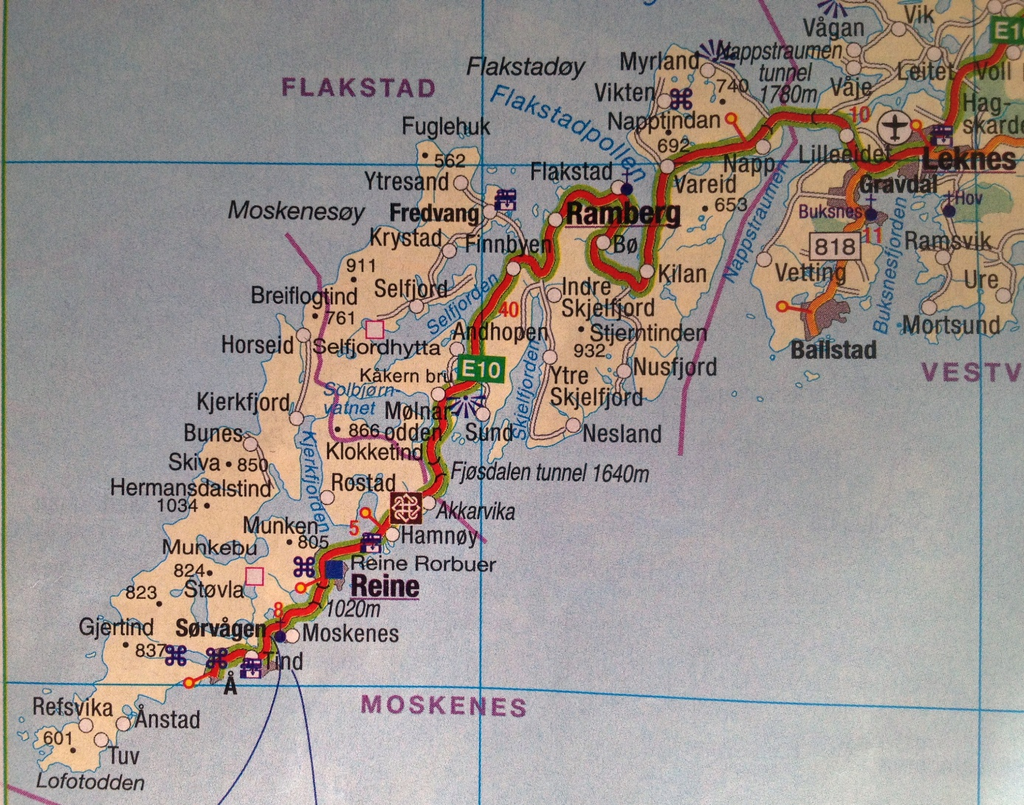 Vågan
Vik
E10
Nappstraumen
tunnel
1780m
Flakstadøy
Myrland
Leitet
Voll
FLAKSTAD
Vikten
740
Våje
Flakstadpollen
10
Hag-
skarde
Fuglehuk
Napptindan
692
562
Flakstad
Napp
Lilleeidet
Leknes
Ytresand
Vareid
Gravdal
Moskenesøy
Fredvang
Ramberg
653
Buksnes
Hov
Krystad
Finnbyen
Bø
Nappstraumen
818
11
Ramsvik
911
Kilan
Vetting
Ure
Breiflogtind
761
Selfjord
Selfjorden
40
Indre
Skjelfjord
Buksnesfjorden
Mortsund
Horseid
Selfjordhytta
Andhopen
Stjerntinden
932
Ballstad
Kåkern bru
E10
Skjelfjorden
Ytre
Skjelfjord
Nusfjord
VESTV
Solbjørn-
vatnet
Kjerkfjord
Mølnar-
odden
Sund
Bunes
866
Nesland
Kjerkfjorden
Klokketind
Skiva
850
Fjøsdalen tunnel 1640m
Hermansdalstind
1034
Rostad
Akkarvika
Munken
805
5
Hamnøy
Munkebu
824
Reine Rorbuer
823
Støvla
Reine
8
1020m
Gjertind
837
Sørvågen
Moskenes
Tind
Å
MOSKENES
Refsvika
Ånstad
601
Tuv
Lofotodden